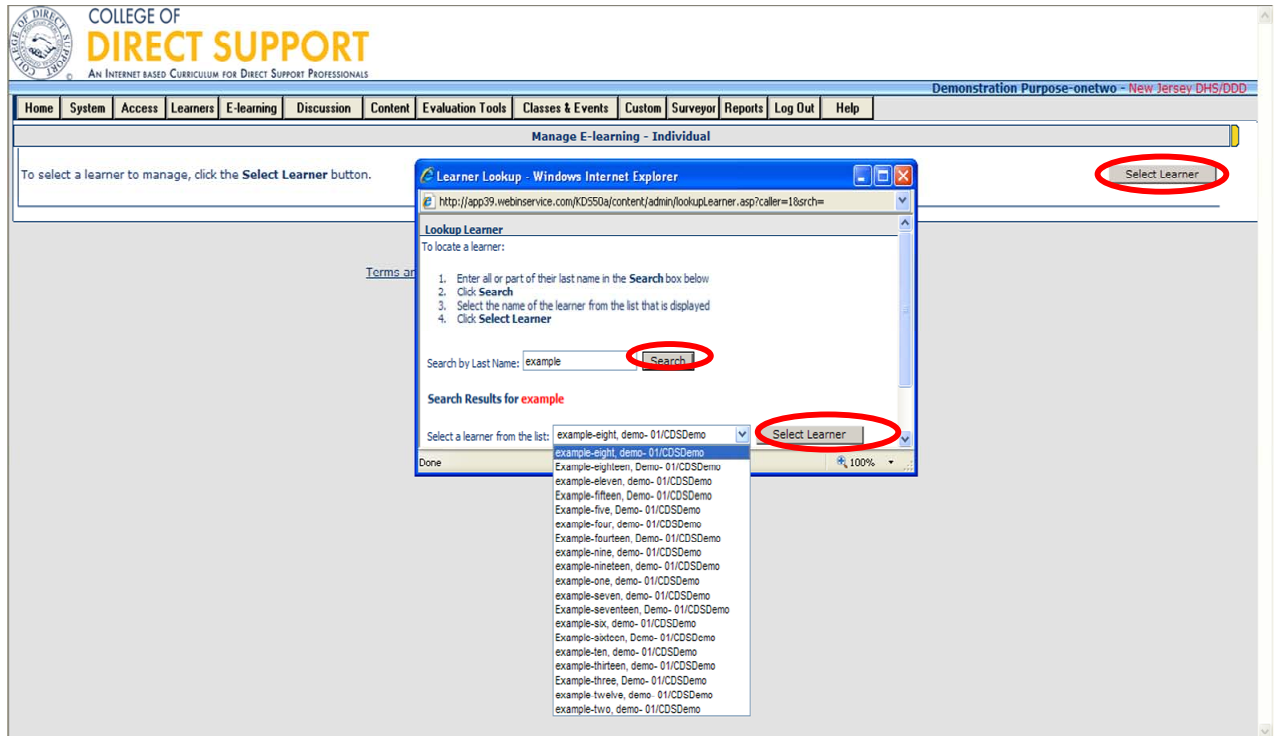 COLLEGE OF
DIRECT SUPPORT
AN INTERNET BASED CURRICULUM FOR DIRECT SUPPORT PROFESSIONALS
COLLEGE OF DIRECT SUPPORT
Demonstration Purpose-onetwo - New Jersey DHS/DDD
Home System Access Learners E-learning Discussion Content Evaluation Tools Classes & Events Custom Surveyor Reports Log Out Help
Manage E-learning - Individual
To select a learner to manage, click the Select Learner button.
Select Learner
Terms an
Learner Lookup - Windows Internet Explorer
http://app39.webinservice.com/KDS50a/content/admin/lookupLearner.asp?caller=1&srch=
Lookup Learner
To locate a learner:
1. Enter all or part of their last name in the Search box below
2. Click Search
3. Select the name of the learner from the list that is displayed
4. Click Select Learner
Search by Last Name: example Search
Search Results for example
Select a learner from the list: example-eight, demo- 01/CDSDemo Select Learner
Done 100%
example-eight, demo- 01/CDSDemo
Example-eighteen, Demo- 01/CDSDemo
example-eleven, demo- 01/CDSDemo
Example-fifteen, Demo- 01/CDSDemo
Example-five, Demo- 01/CDSDemo
example-four, demo- 01/CDSDemo
Example-fourteen, Demo- 01/CDSDemo
example-nine, demo- 01/CDSDemo
example-nineteen, demo- 01/CDSDemo
example-one, demo- 01/CDSDemo
example-seven, demo- 01/CDSDemo
Example-seventeen, Demo- 01/CDSDemo
example-six, demo- 01/CDSDemo
Example-sixteen, Demo- 01/CDSDemo
example-ten, demo- 01/CDSDemo
example-thirteen, demo- 01/CDSDemo
Example-three, Demo- 01/CDSDemo
example-twelve, demo- 01/CDSDemo
example-two, demo- 01/CDSDemo